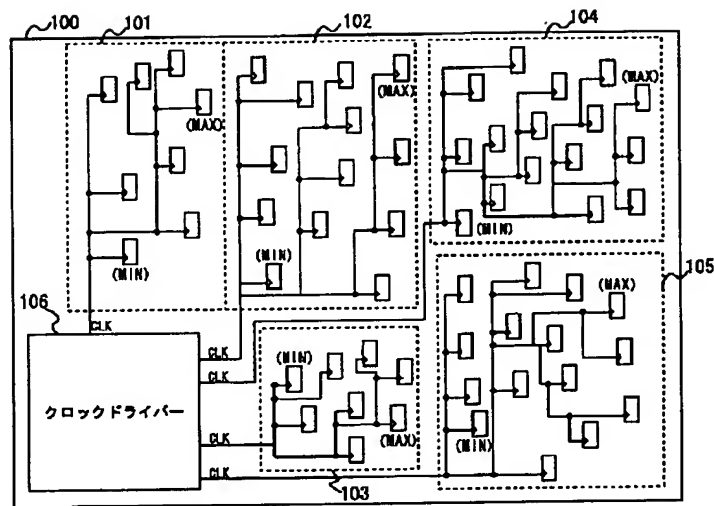 100
101
102
104
(MAX)
(MAX)
(MAX)
(MIN)
(MIN)
(MIN)
105
106
CLK
(MAX)
CLK
CLK
(MIN)
クロックドライバー
CLK
(MAX)
(MIN)
CLK
103